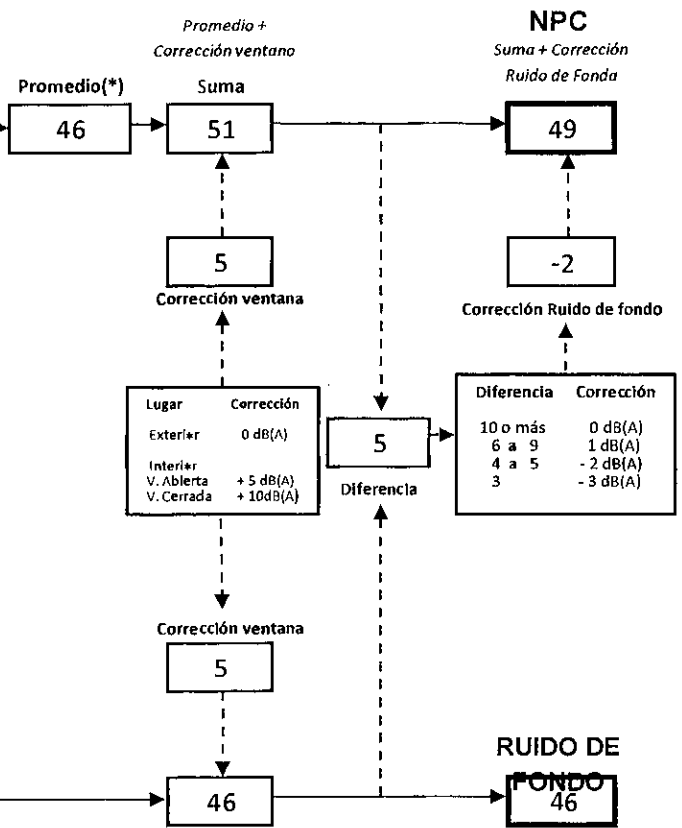 Promedio +
Corrección ventano
Promedio(*)
Suma
46
51
NPC
Suma + Corrección
Ruido de Fonda
49
5
Corrección ventana
-2
Corrección Ruido de fondo
Lugar Corrección
Exteri*r 0 dB(A)
Interi*r
V. Abierta + 5 dB(A)
V. Cerrada + 10dB(A)
5
Diferencia
Diferencia Corrección
10 o más 0 dB(A)
6 a 9 1 dB(A)
4 a 5 - 2 dB(A)
3 - 3 dB(A)
Corrección ventana
5
46
RUIDO DE
FONDO
46